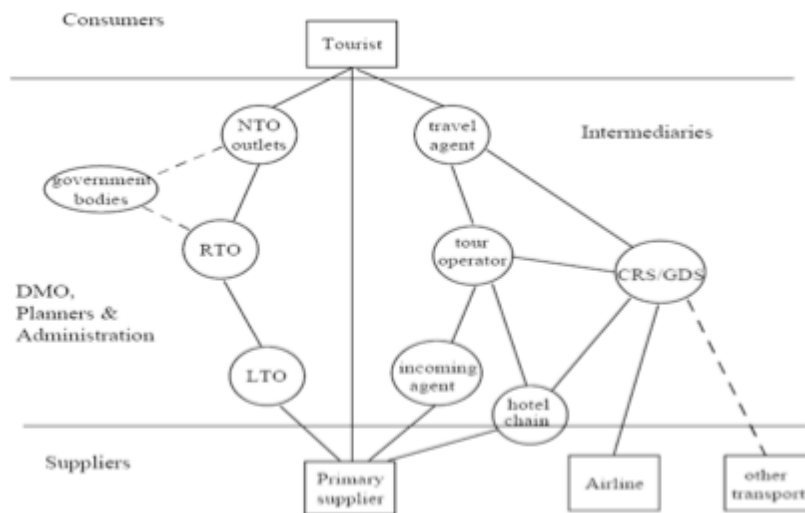 Consumers
Tourist
NTO
outlets
travel
agent
Intermediaries
government
bodies
RTO
tour
operator
CRS/GDS
DMO,
Planners &
Administration
LTO
incoming
agent
hotel
chain
Suppliers
Primary
supplier
Airline
other
transport